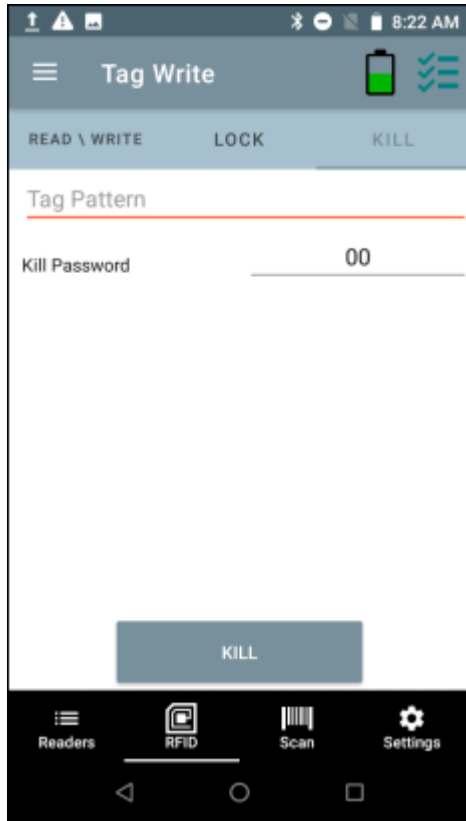 8:22 AM
Tag Write
READ \ WRITE LOCK KILL
Tag Pattern
Kill Password 00
KILL
Readers RFID Scan Settings